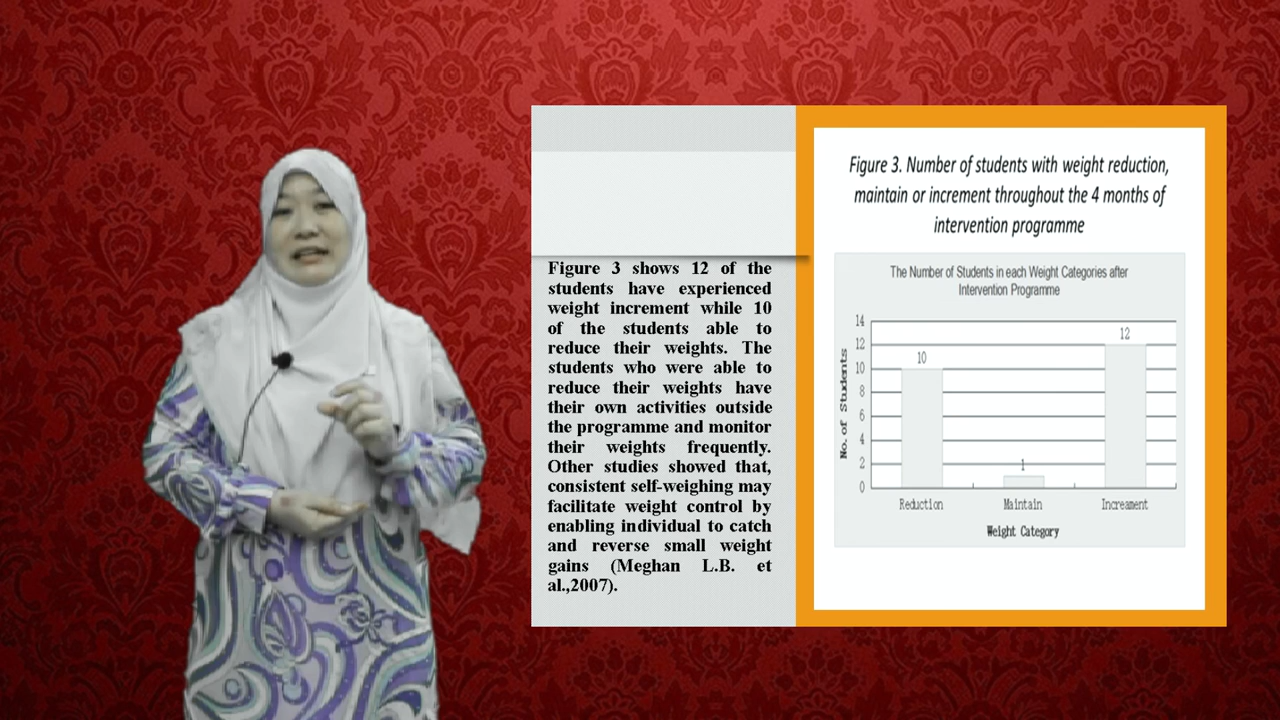 Figure 3 shows 12 of the
students have experienced
weight increment while 10
of the students able to
reduce their weights. The
students who were able to
reduce their weights have
their own activities outside
the programme and monitor
their weights frequently.
Other studies showed that,
consistent self-weighing may
facilitate weight control by
enabling individual to catch
and reverse small weight
gains (Meghan L.B. et
al.,2007).
Figure 3. Number of students with weight reduction,
maintain or increment throughout the 4 months of
intervention programme
The Number of Students in each Weight Categories after
Intervention Programme
No. of Students
14
12
10
8
6
4
2
0
10
1
12
Reduction
Maintain
Increament
Weight Category